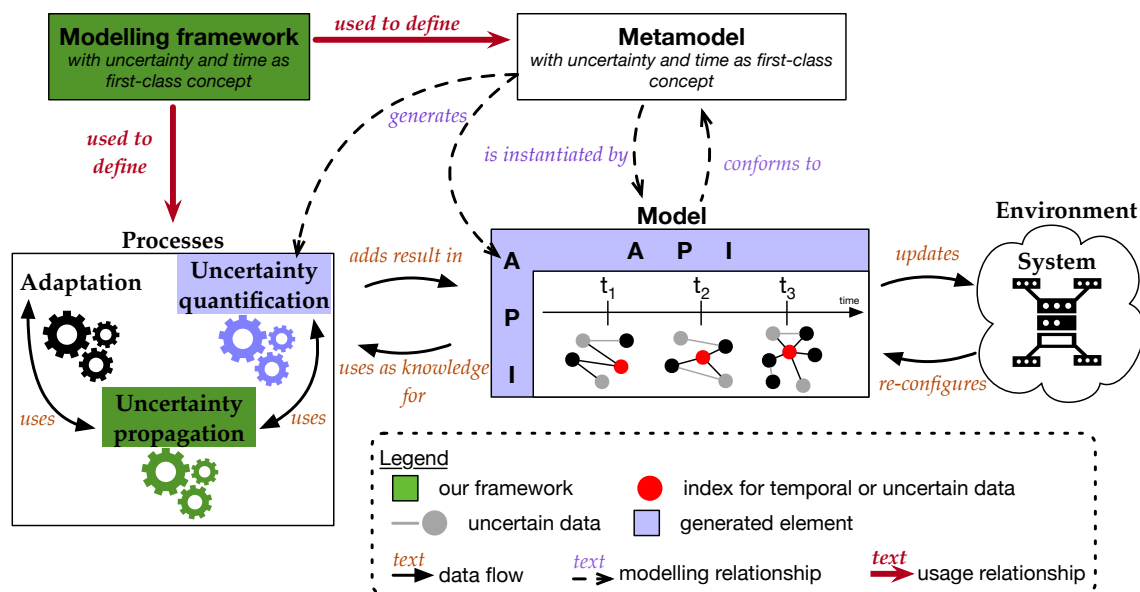 Modelling framework
with uncertainty and time as
first-class concept
used to define
Metamodel
with uncertainty and time as first-class
concept
used to
define
generates
is instantiated by
conforms to
Processes
Adaptation
Uncertainty
quantification
uses
uses
Uncertainty
propagation
adds result in
uses as knowledge
for
Model
A P I
A
P
I
t1
t2
t3
time
updates
re-configures
Environment
System
Legend
our framework
index for temporal or uncertain data
uncertain data
generated element
text
data flow
text
modelling relationship
text
usage relationship